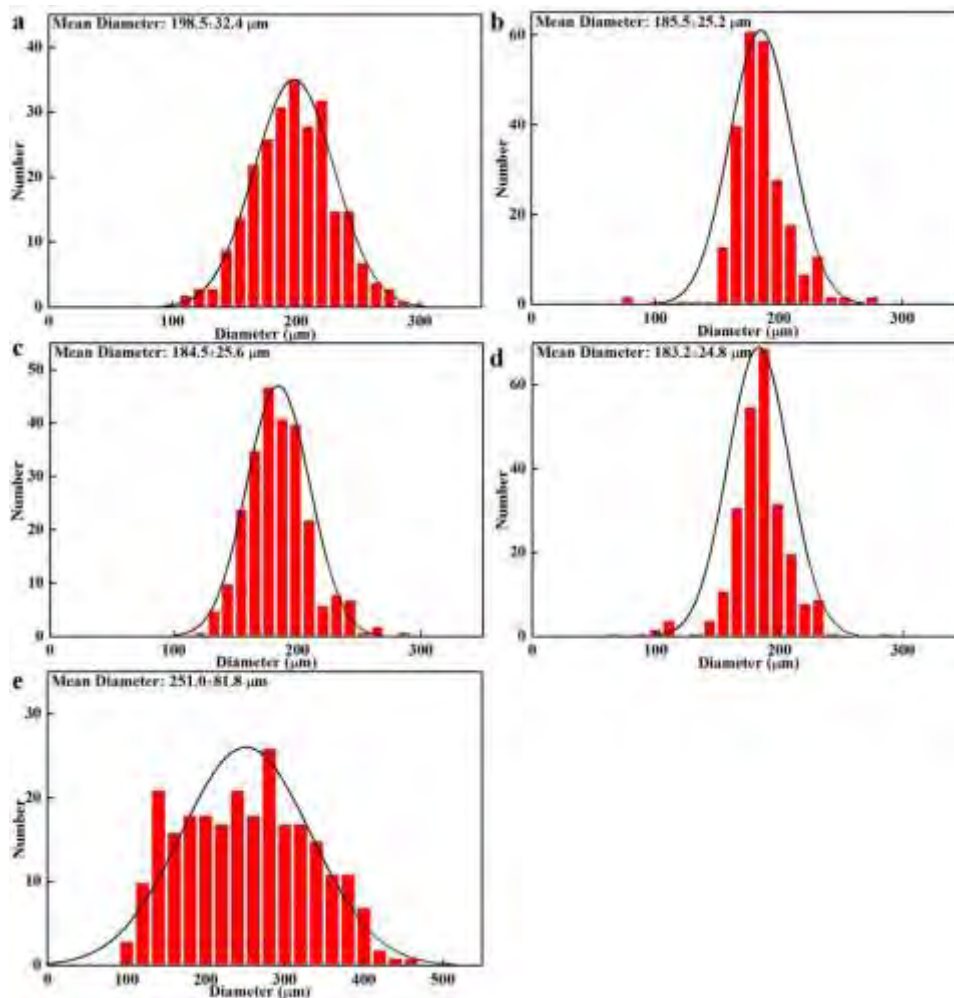 a
Mean Diameter: 198.5±32.4 μm
40
30
20
10
0
Number
0 100 200 300
Diameter (μm)
b
Mean Diameter: 185.5±25.2 μm
60
40
20
0
Number
0 100 200 300
Diameter (μm)
c
Mean Diameter: 184.5±25.6 μm
50
40
30
20
10
0
Number
0 100 200 300
Diameter (μm)
d
Mean Diameter: 183.2±24.8 μm
60
40
20
0
Number
0 100 200 300
Diameter (μm)
e
Mean Diameter: 251.0±81.8 μm
30
20
10
0
Number
0 100 200 300 400 500
Diameter (μm)